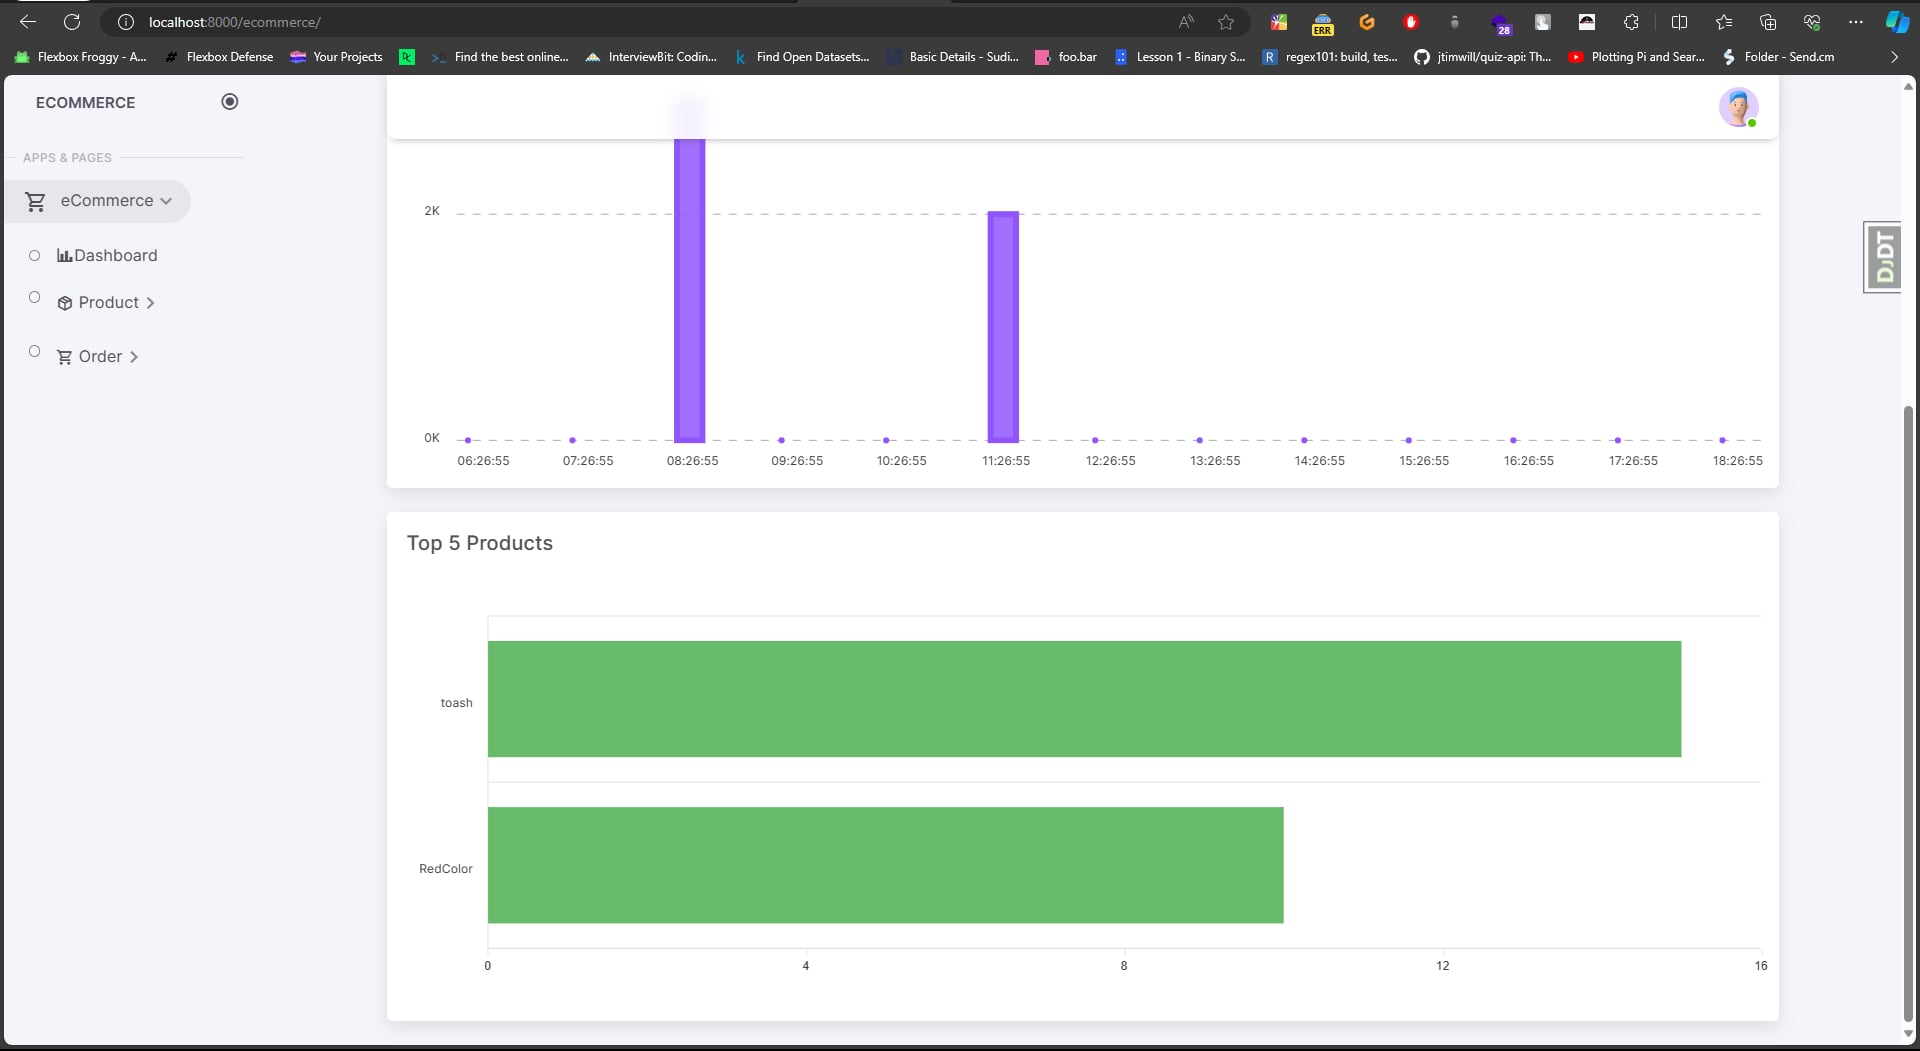 localhost:8000/ecommerce/
ERR
28
Flexbox Froggy - A...
Flexbox Defense
Your Projects
Find the best online...
InterviewBit: Codin...
Find Open Datasets...
Basic Details - Sudi...
foo.bar
Lesson 1 - Binary S...
regex101: build, tes...
jtimwill/quiz-api: Th...
Plotting Pi and Sear...
Folder - Send.cm
ECOMMERCE
APPS & PAGES
eCommerce
Dashboard
Product
Order
2K
0K
06:26:55 07:26:55 08:26:55 09:26:55 10:26:55 11:26:55 12:26:55 13:26:55 14:26:55 15:26:55 16:26:55 17:26:55 18:26:55
DJDT
Top 5 Products
toash
RedColor
0 4 8 12 16